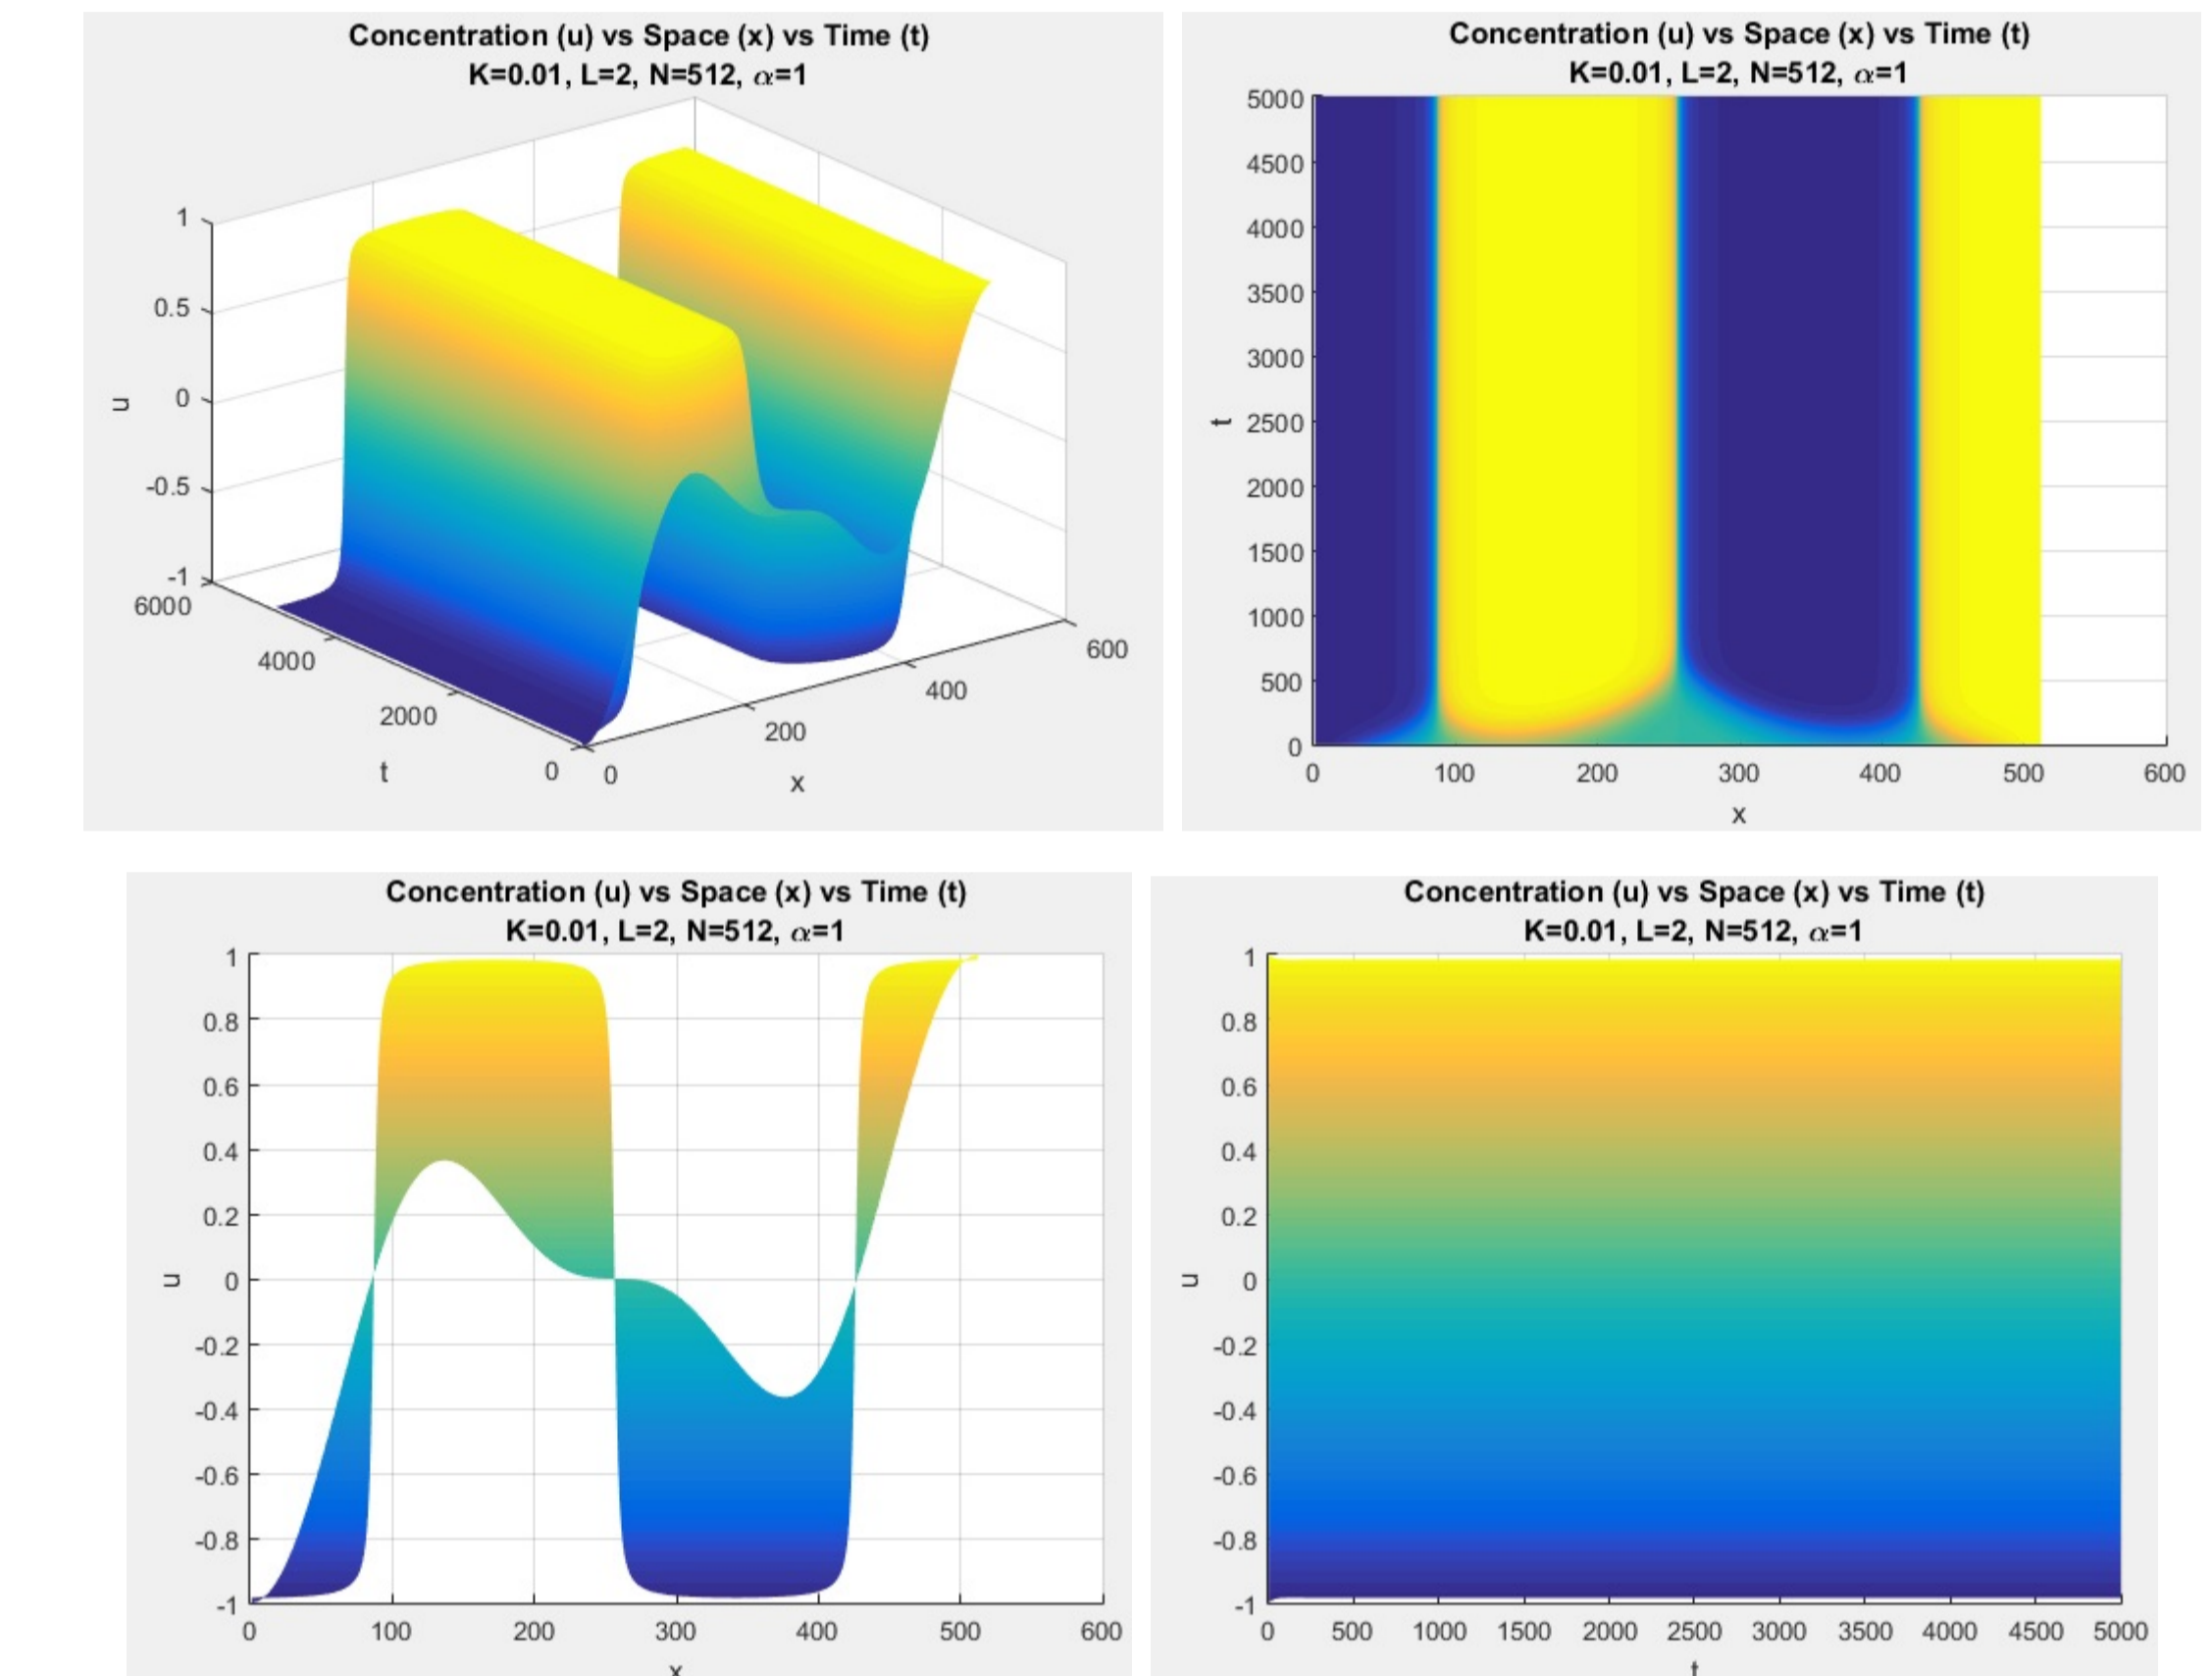 Concentration (u) vs Space (x) vs Time (t)
K=0.01, L=2, N=512, α=1
1
0.5
0
-0.5
-1
u
6000
4000
2000
0
t
0
200
400
600
x
Concentration (u) vs Space (x) vs Time (t)
K=0.01, L=2, N=512, α=1
5000
4500
4000
3500
3000
2500
2000
1500
1000
500
0
t
0 100 200 300 400 500 600
x
Concentration (u) vs Space (x) vs Time (t)
K=0.01, L=2, N=512, α=1
1
0.8
0.6
0.4
0.2
0
-0.2
-0.4
-0.6
-0.8
-1
u
0 100 200 300 400 500 600
x
Concentration (u) vs Space (x) vs Time (t)
K=0.01, L=2, N=512, α=1
1
0.8
0.6
0.4
0.2
0
-0.2
-0.4
-0.6
-0.8
-1
u
0 500 1000 1500 2000 2500 3000 3500 4000 4500 5000
t